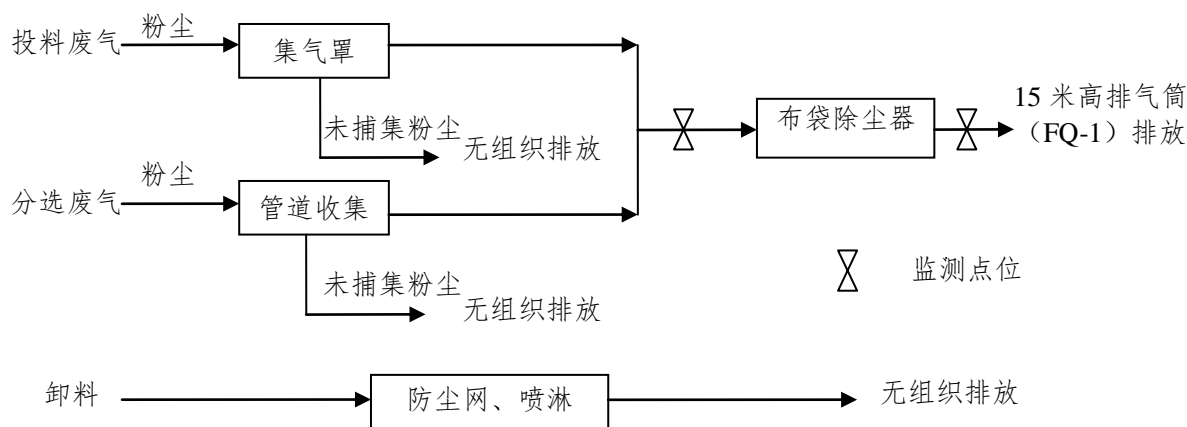 投料废气
粉尘
集气罩
未捕集粉尘
无组织排放
布袋除尘器
15 米高排气筒
（FQ-1）排放
分选废气
粉尘
管道收集
未捕集粉尘
无组织排放
监测点位
卸料
防尘网、喷淋
无组织排放